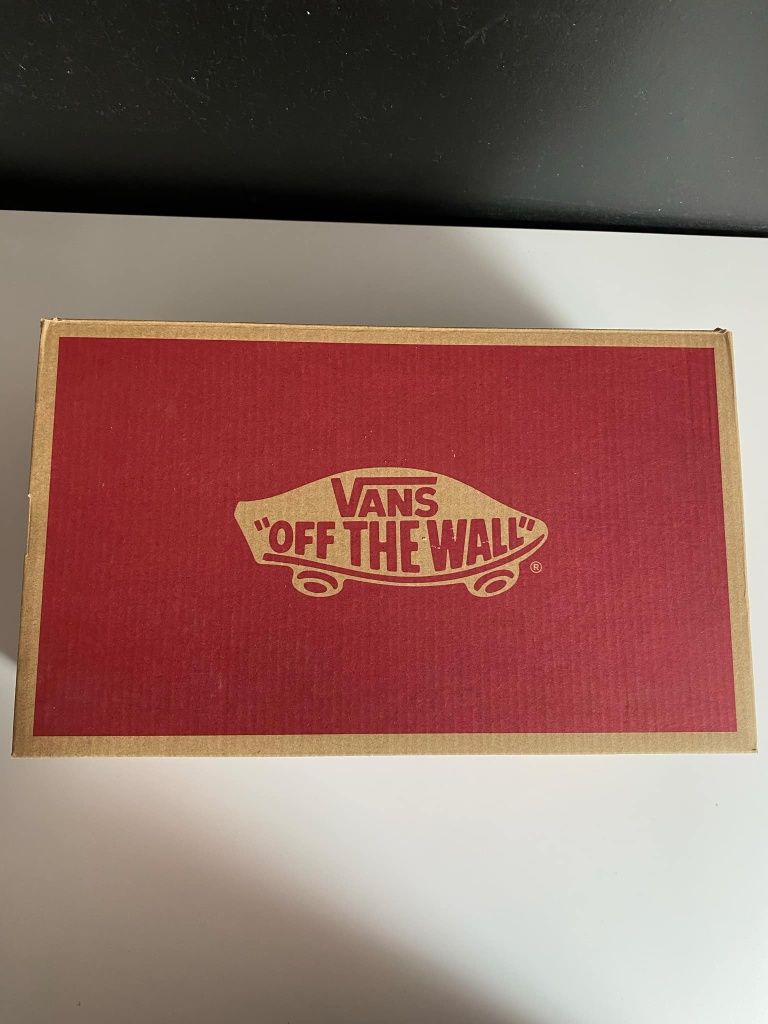 VANS
"OFF THE WALL"
®